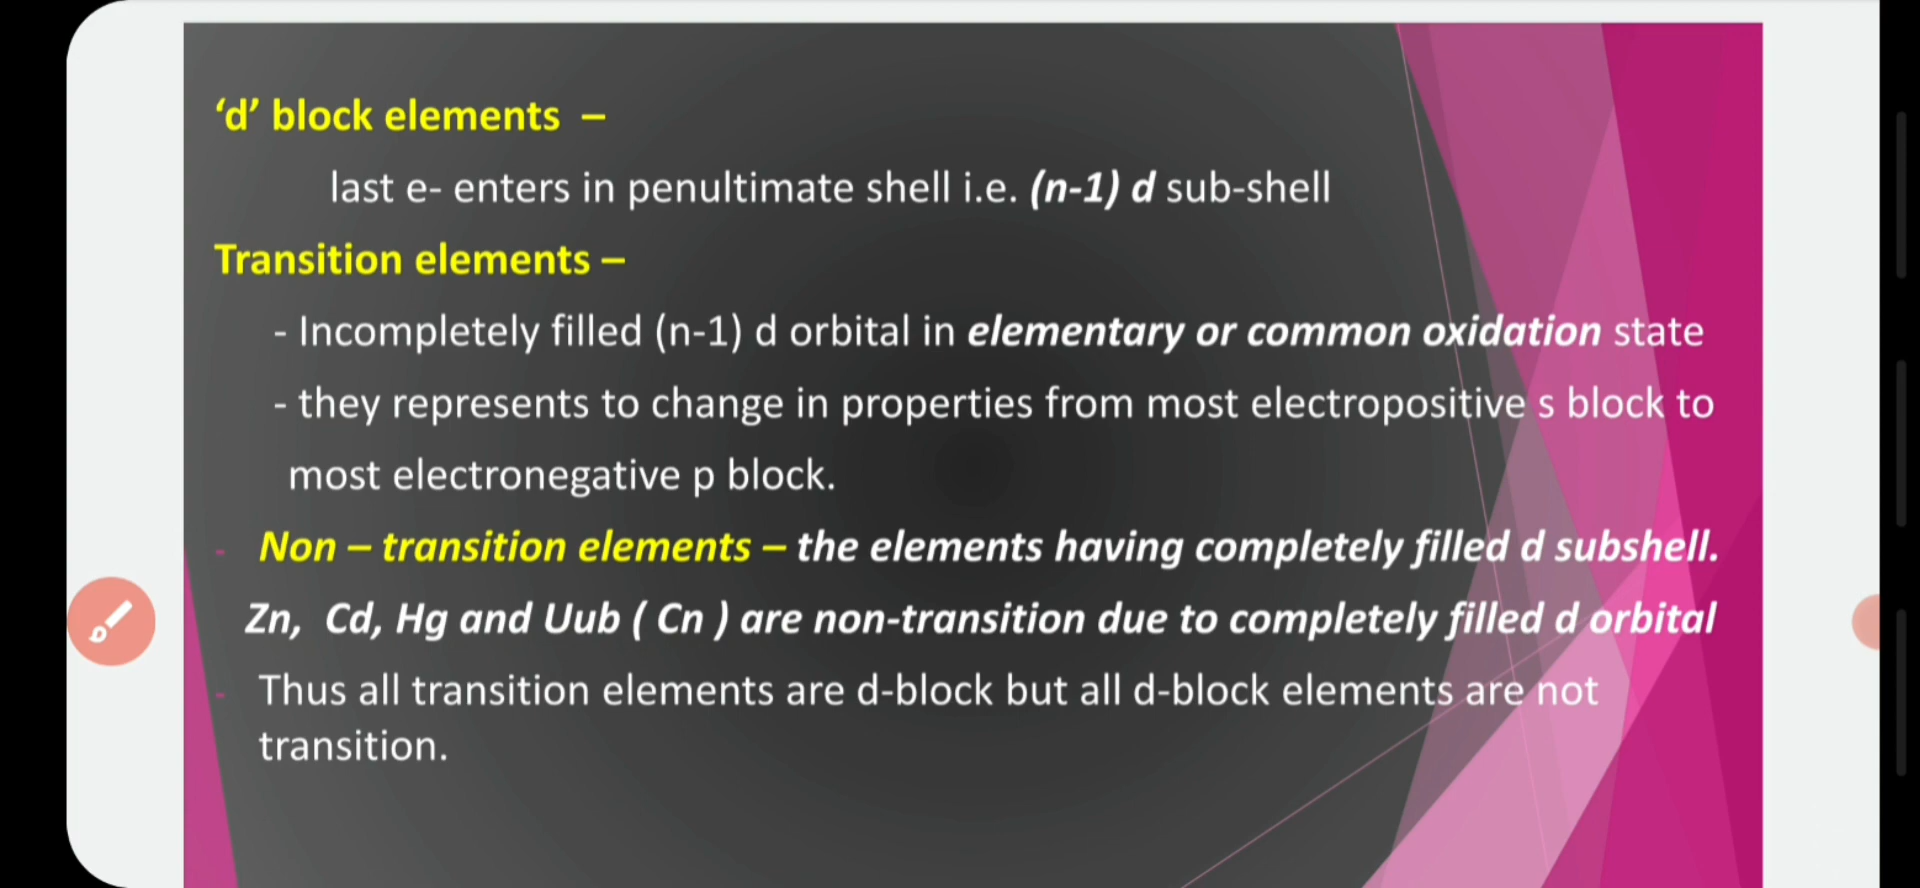 ‘d’ block elements –
last e- enters in penultimate shell i.e. (n-1) d sub-shell
Transition elements –
- Incompletely filled (n-1) d orbital in elementary or common oxidation state
- they represents to change in properties from most electropositive s block to
most electronegative p block.
- Non – transition elements – the elements having completely filled d subshell.
Zn, Cd, Hg and Uub ( Cn ) are non-transition due to completely filled d orbital
- Thus all transition elements are d-block but all d-block elements are not
transition.